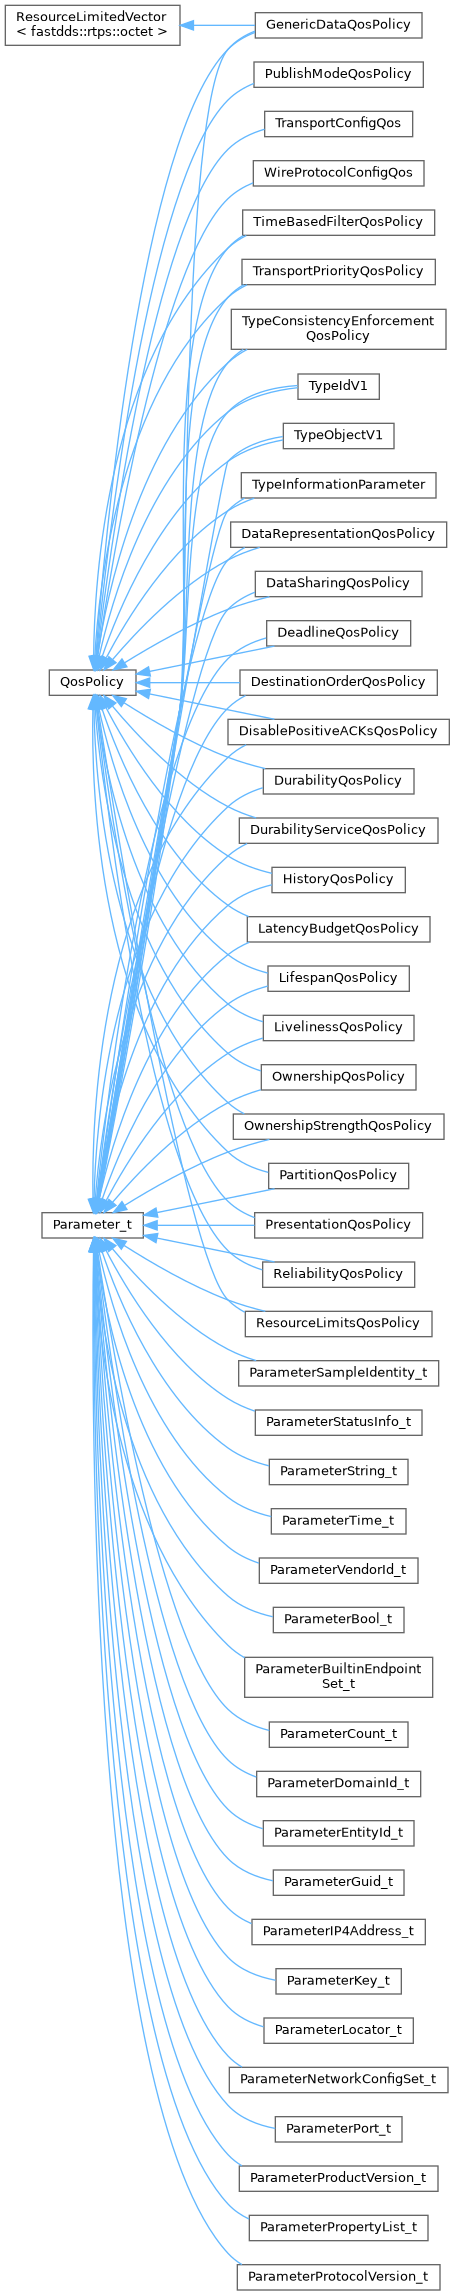 ResourceLimitedVector
< fastdds::rtps::octet >
GenericDataQosPolicy
PublishModeQosPolicy
TransportConfigQos
WireProtocolConfigQos
TimeBasedFilterQosPolicy
TransportPriorityQosPolicy
TypeConsistencyEnforcement
QosPolicy
TypeIdV1
TypeObjectV1
TypeInformationParameter
DataRepresentationQosPolicy
DataSharingQosPolicy
DeadlineQosPolicy
QosPolicy
DestinationOrderQosPolicy
DisablePositiveACKsQosPolicy
DurabilityQosPolicy
DurabilityServiceQosPolicy
HistoryQosPolicy
LatencyBudgetQosPolicy
LifespanQosPolicy
LivelinessQosPolicy
OwnershipQosPolicy
OwnershipStrengthQosPolicy
PartitionQosPolicy
Parameter_t
PresentationQosPolicy
ReliabilityQosPolicy
ResourceLimitsQosPolicy
ParameterSampleIdentity_t
ParameterStatusInfo_t
ParameterString_t
ParameterTime_t
ParameterVendorId_t
ParameterBool_t
ParameterBuiltinEndpoint
Set_t
ParameterCount_t
ParameterDomainId_t
ParameterEntityId_t
ParameterGuid_t
ParameterIP4Address_t
ParameterKey_t
ParameterLocator_t
ParameterNetworkConfigSet_t
ParameterPort_t
ParameterProductVersion_t
ParameterPropertyList_t
ParameterProtocolVersion_t